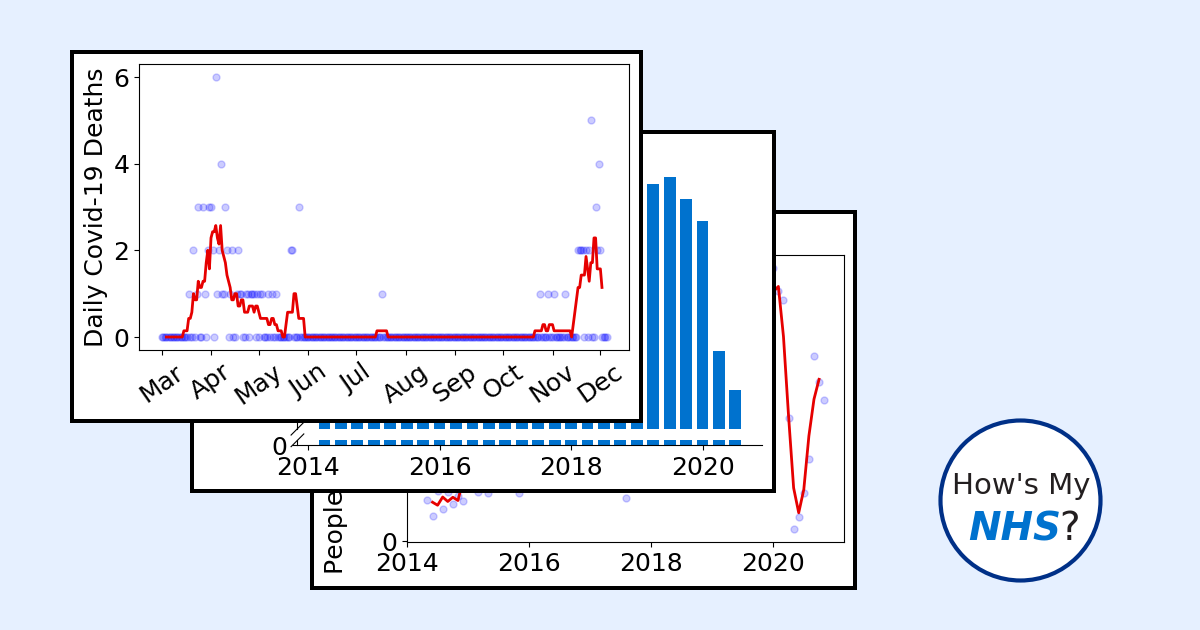 Daily Covid-19 Deaths
6
4
2
0
Mar Apr May Jun Jul Aug Sep Oct Nov Dec
0
2014 2016 2018 2020
People
0
2014 2016 2018 2020
How's My
NHS?